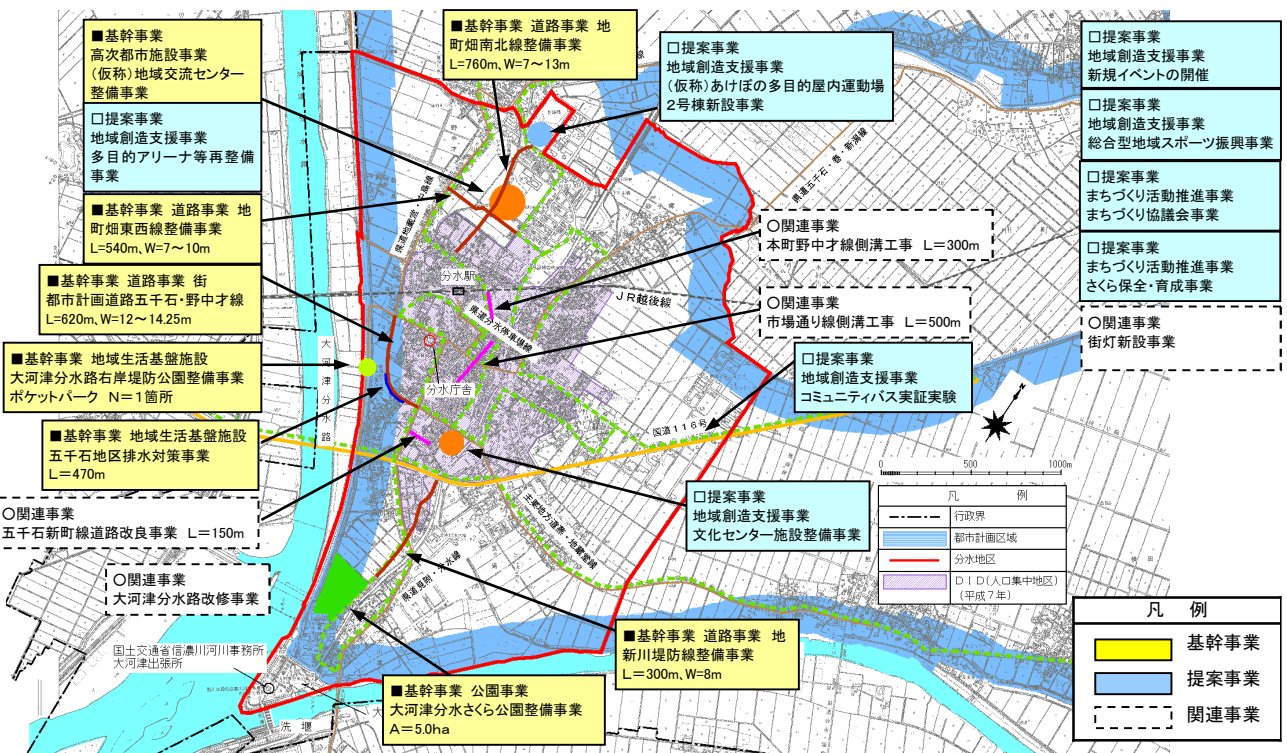 ■基幹事業
高次都市施設事業
(仮称)地域交流センター
整備事業
□提案事業
地域創造支援事業
多目的アリーナ等再整備
事業
■基幹事業 道路事業 地
町畑東西線整備事業
L=540m、W=7～10m
■基幹事業 道路事業 街
都市計画道路五千石・野中才線
L=620m、W=12～14.25m
■基幹事業 地域生活基盤施設
大河津分水路右岸堤防公園整備事業
ポケットパーク N=1箇所
■基幹事業 地域生活基盤施設
五千石地区排水対策事業
L=470m
○関連事業
五千石新町線道路改良事業 L=150m
○関連事業
大河津分水路改修事業
国土交通省信濃川河川事務所
大河津出張所
洗堰
■基幹事業 道路事業 地
町畑南北線整備事業
L=760m、W=7～13m
□提案事業
地域創造支援事業
(仮称)あけぼの多目的屋内運動場
2号棟新設事業
○関連事業
本町野中才線側溝工事 L=300m
○関連事業
市場通り線側溝工事 L=500m
□提案事業
地域創造支援事業
コミュニティバス実証実験
□提案事業
地域創造支援事業
文化センター施設整備事業
■基幹事業 道路事業 地
新川堤防線整備事業
L=300m、W=8m
■基幹事業 公園事業
大河津分水さくら公園整備事業
A=5.0ha
分水駅
JR越後線
県道分水停車場線
分水庁舎
国道116号
大河津分水路
□提案事業
地域創造支援事業
新規イベントの開催
□提案事業
地域創造支援事業
総合型地域スポーツ振興事業
□提案事業
まちづくり活動推進事業
まちづくり協議会事業
□提案事業
まちづくり活動推進事業
さくら保全・育成事業
○関連事業
街灯新設事業
N
0 500 1000m
凡 例
行政界
都市計画区域
分水地区
DID(人口集中地区)
(平成7年)
凡 例
基幹事業
提案事業
関連事業